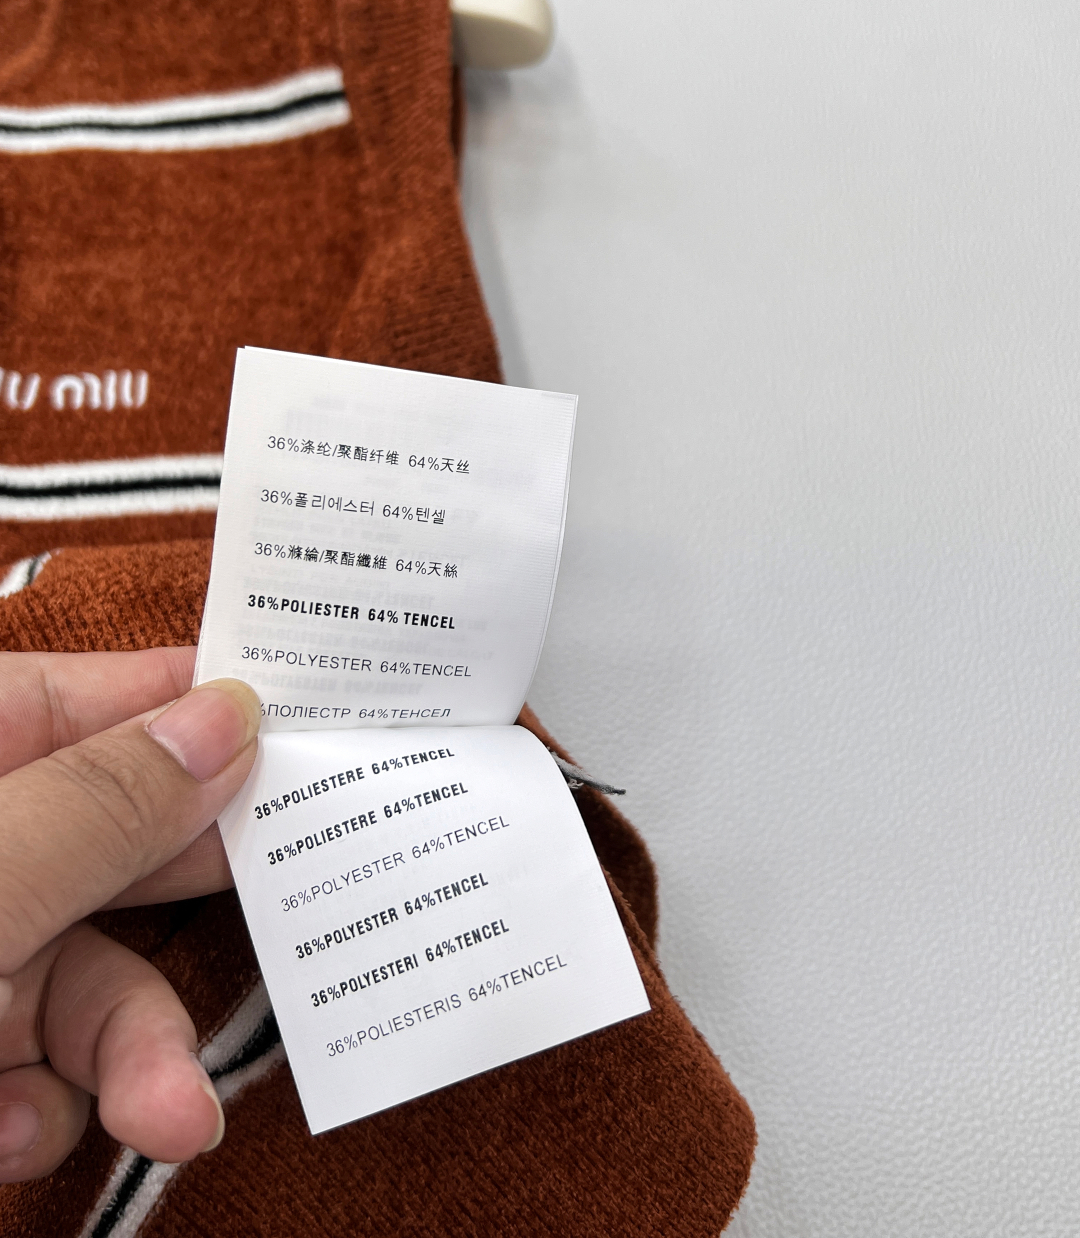 miu
36%涤纶/聚酯纤维 64%天丝
36%폴리에스터 64%텐셀
36%滌綸/聚酯纖維 64%天絲
36%POLIESTER 64%TENCEL
36%POLYESTER 64%TENCEL
%ПОЛІЕСТР 64%ТЕНСЕЛ
36%POLIESTERE 64%TENCEL
36%POLIESTERE 64%TENCEL
36%POLYESTER 64%TENCEL
36%POLYESTER 64%TENCEL
36%POLYESTERI 64%TENCEL
36%POLIESTERIS 64%TENCEL